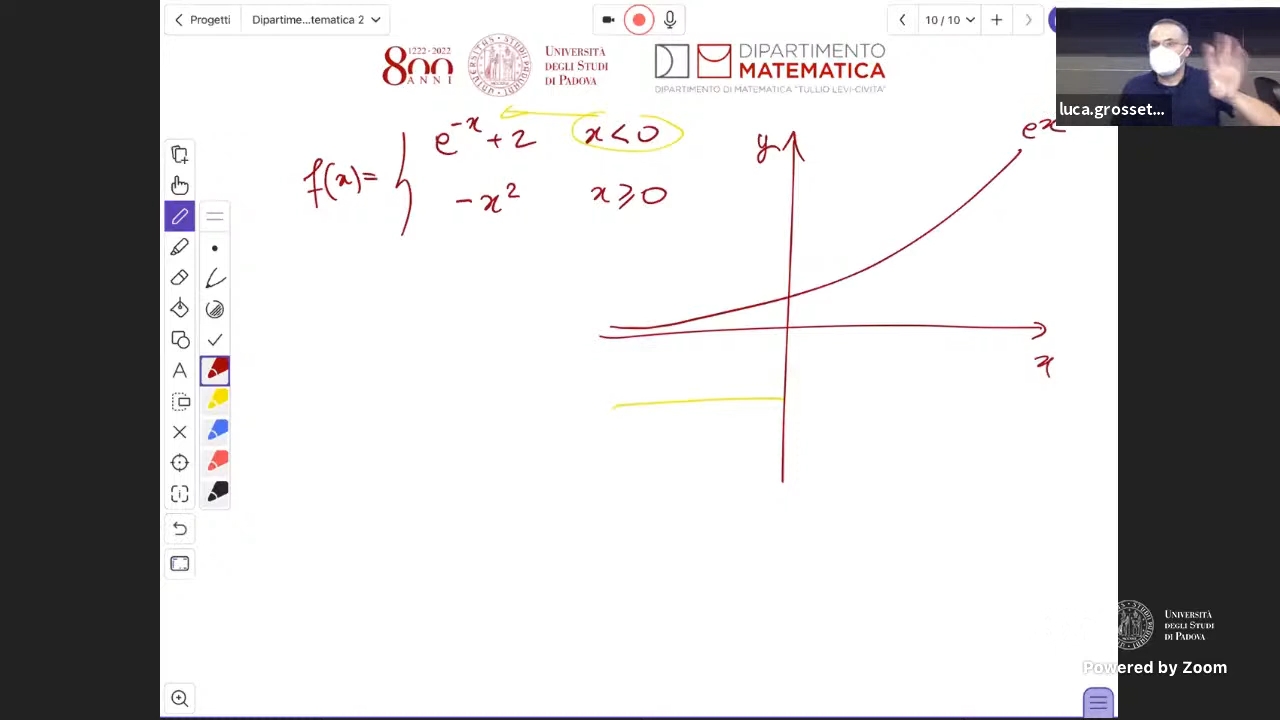 Progetti
Dipartime...tematica 2
10 / 10
1222·2022
800
ANNI
UNIVERSITÀ
DEGLI STUDI
DI PADOVA
DIPARTIMENTO
MATEMATICA
DIPARTIMENTO DI MATEMATICA "TULLIO LEVI-CIVITA"
luca.grosset...
f(x)= { e^{-x} + 2 x < 0
-x² x ⩾ 0
y
e^x
x
A
UNIVERSITÀ
DEGLI STUDI
DI PADOVA
Powered by Zoom